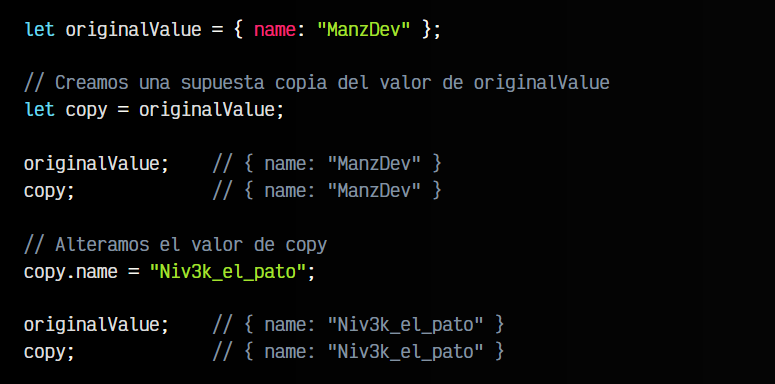 let originalValue = { name: "ManzDev" };
// Creamos una supuesta copia del valor de originalValue
let copy = originalValue;
originalValue;    // { name: "ManzDev" }
copy;             // { name: "ManzDev" }
// Alteramos el valor de copy
copy.name = "Niv3k_el_pato";
originalValue;    // { name: "Niv3k_el_pato" }
copy;             // { name: "Niv3k_el_pato" }